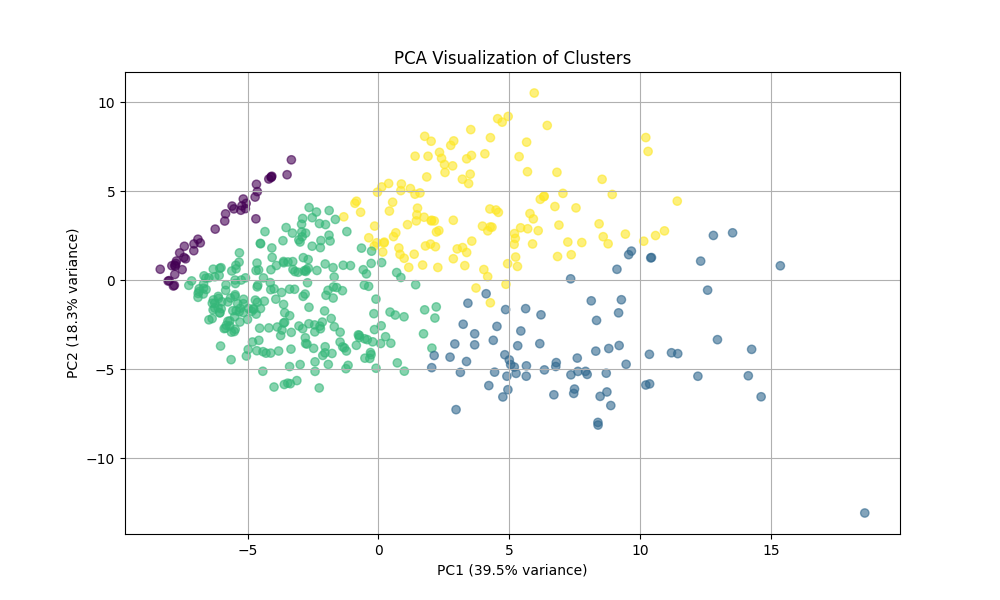 PCA Visualization of Clusters
10
5
0
−5
−10
PC2 (18.3% variance)
−5 0 5 10 15
PC1 (39.5% variance)